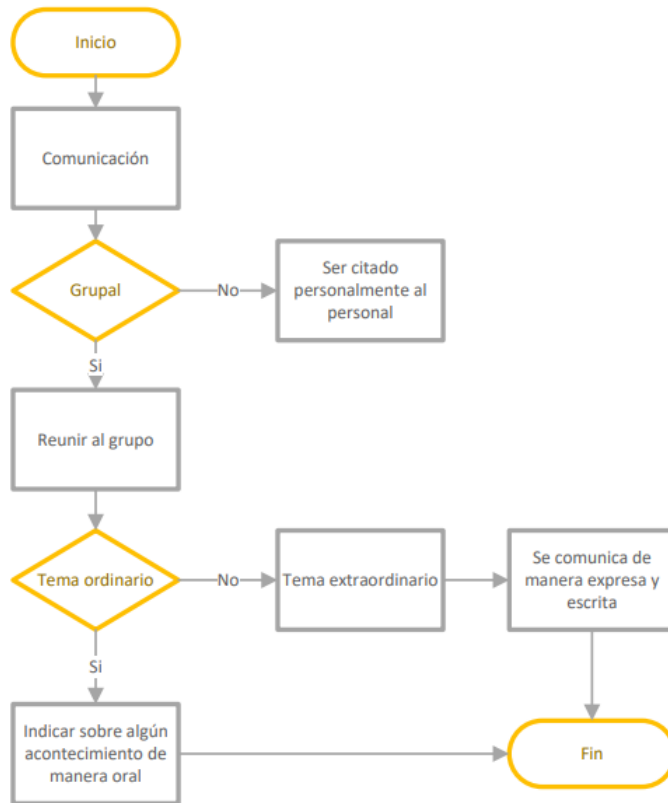 Inicio
Comunicación
Grupal
No
Ser citado
personalmente al
personal
Si
Reunir al grupo
Tema ordinario
No
Tema extraordinario
Se comunica de
manera expresa y
escrita
Si
Indicar sobre algún
acontecimiento de
manera oral
Fin